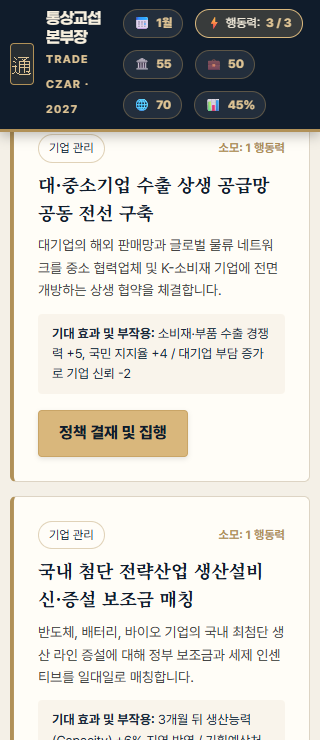 通
통상교섭
본부장
TRADE
CZAR ·
2027
1월
행동력: 3 / 3
55
50
70
45%
기업 관리
소모: 1 행동력
대·중소기업 수출 상생 공급망
공동 전선 구축
대기업의 해외 판매망과 글로벌 물류 네트워
크를 중소 협력업체 및 K-소비재 기업에 전면
개방하는 상생 협약을 체결합니다.
기대 효과 및 부작용: 소비재·부품 수출 경쟁
력 +5, 국민 지지율 +4 / 대기업 부담 증가
로 기업 신뢰 -2
정책 결재 및 집행
기업 관리
소모: 1 행동력
국내 첨단 전략산업 생산설비
신·증설 보조금 매칭
반도체, 배터리, 바이오 기업의 국내 최첨단 생
산 라인 증설에 대해 정부 보조금과 세제 인센
티브를 일대일로 매칭합니다.
기대 효과 및 부작용: 3개월 뒤 생산능력